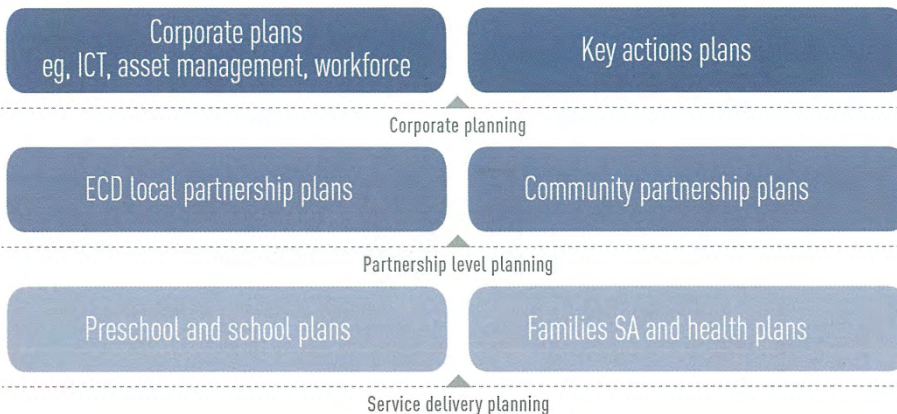 Corporate plans
eg, ICT, asset management, workforce
Key actions plans
Corporate planning
ECD local partnership plans
Community partnership plans
Partnership level planning
Preschool and school plans
Families SA and health plans
Service delivery planning